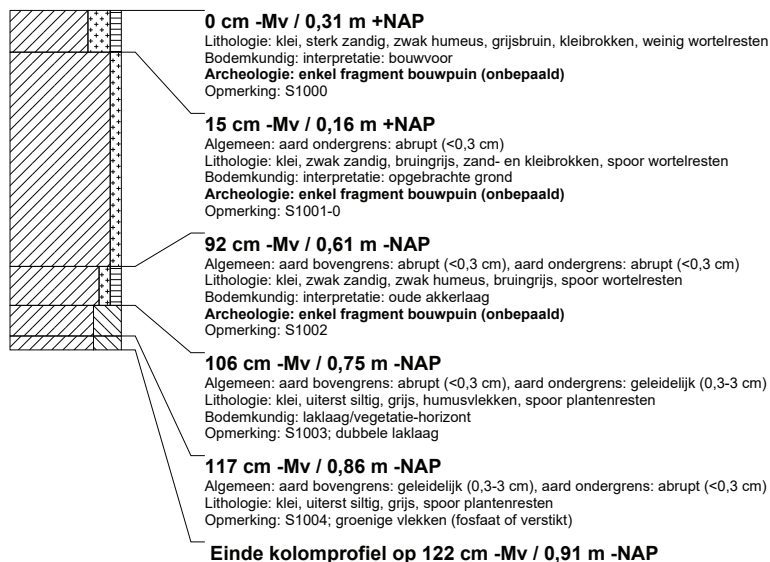 0 cm -Mv / 0,31 m +NAP
Lithologie: klei, sterk zandig, zwak humeus, grijsbruin, kleibrokken, weinig wortelresten
Bodemkundig: interpretatie: bouwvoor
Archeologie: enkel fragment bouwpuin (onbepaald)
Opmerking: S1000
15 cm -Mv / 0,16 m +NAP
Algemeen: aard ondergrens: abrupt (<0,3 cm)
Lithologie: klei, zwak zandig, bruingrijs, zand- en kleibrokken, spoor wortelresten
Bodemkundig: interpretatie: opgebrachte grond
Archeologie: enkel fragment bouwpuin (onbepaald)
Opmerking: S1001-0
92 cm -Mv / 0,61 m -NAP
Algemeen: aard bovengrens: abrupt (<0,3 cm), aard ondergrens: abrupt (<0,3 cm)
Lithologie: klei, zwak zandig, zwak humeus, bruingrijs, spoor wortelresten
Bodemkundig: interpretatie: oude akkerlaag
Archeologie: enkel fragment bouwpuin (onbepaald)
Opmerking: S1002
106 cm -Mv / 0,75 m -NAP
Algemeen: aard bovengrens: abrupt (<0,3 cm), aard ondergrens: geleidelijk (0,3-3 cm)
Lithologie: klei, uiterst siltig, grijs, humusvlekken, spoor plantenresten
Bodemkundig: laklaag/vegetatie-horizont
Opmerking: S1003; dubbele laklaag
117 cm -Mv / 0,86 m -NAP
Algemeen: aard bovengrens: geleidelijk (0,3-3 cm), aard ondergrens: abrupt (<0,3 cm)
Lithologie: klei, uiterst siltig, grijs, spoor plantenresten
Opmerking: S1004; groenige vlekken (fosfaat of verstikt)
Einde kolomprofiel op 122 cm -Mv / 0,91 m -NAP